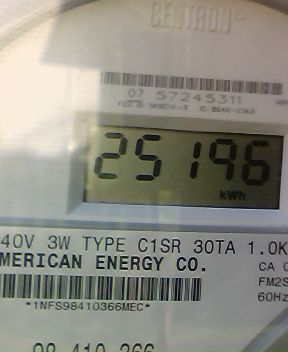 CENTRON
07 57245311
25196
kWh
40V 3W TYPE C1SR 30TA 1.0K
MERICAN ENERGY CO.
CA
FM2S
60Hz
*1NFS98410366MEC*
98 410 366